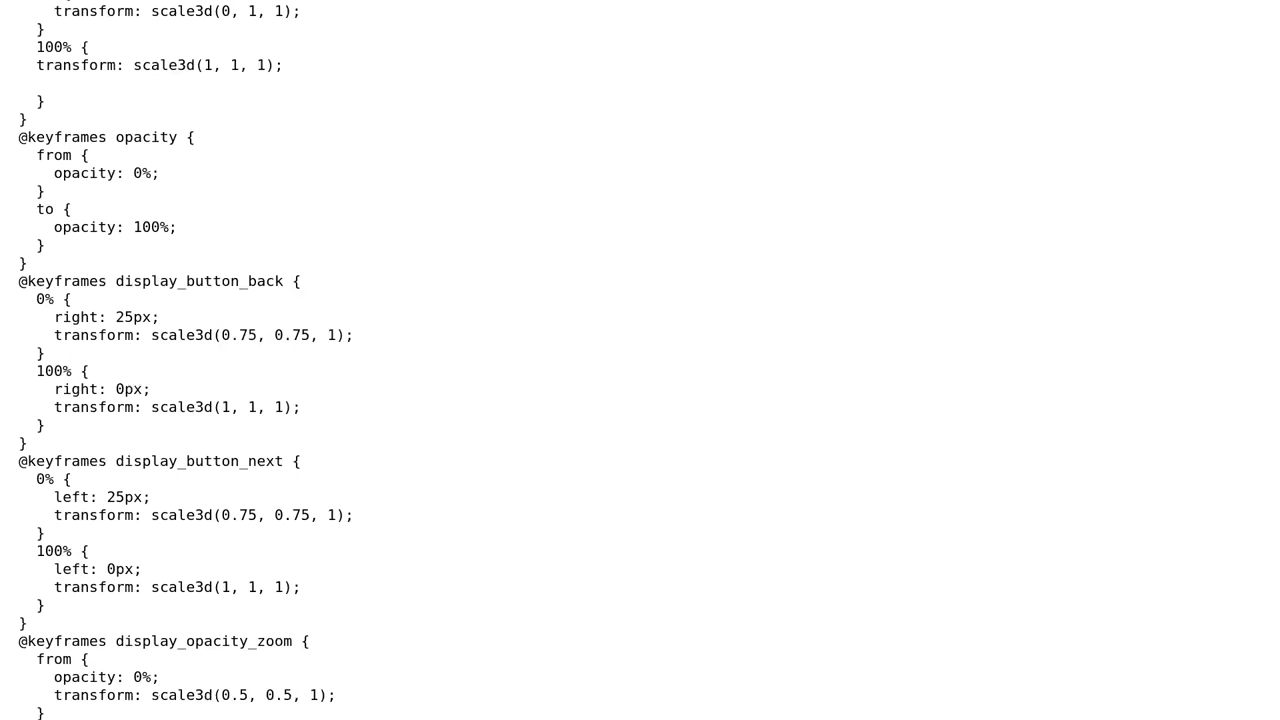 transform: scale3d(0, 1, 1);
  }
  100% {
  transform: scale3d(1, 1, 1);

  }
}
@keyframes opacity {
  from {
    opacity: 0%;
  }
  to {
    opacity: 100%;
  }
}
@keyframes display_button_back {
  0% {
    right: 25px;
    transform: scale3d(0.75, 0.75, 1);
  }
  100% {
    right: 0px;
    transform: scale3d(1, 1, 1);
  }
}
@keyframes display_button_next {
  0% {
    left: 25px;
    transform: scale3d(0.75, 0.75, 1);
  }
  100% {
    left: 0px;
    transform: scale3d(1, 1, 1);
  }
}
@keyframes display_opacity_zoom {
  from {
    opacity: 0%;
    transform: scale3d(0.5, 0.5, 1);
  }